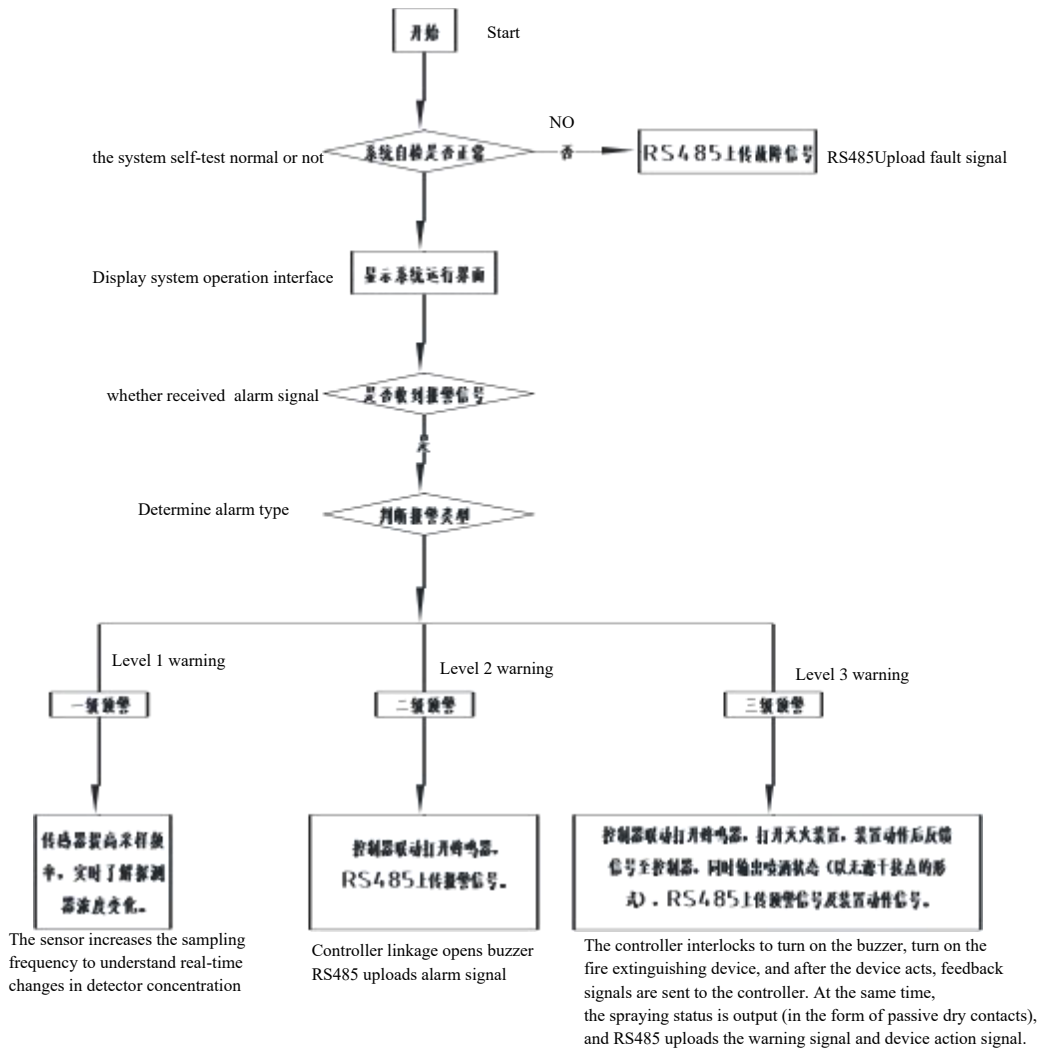 开始
Start
NO
the system self-test normal or not
系统自检是否正常
否
RS485上传故障信号
RS485Upload fault signal
Display system operation interface
显示系统运行界面
whether received alarm signal
是否收到报警信号
是
Determine alarm type
判断报警类型
Level 1 warning
Level 2 warning
Level 3 warning
一级预警
二级预警
三级预警
传感器提高采样频
率，实时了解探测
器浓度变化。
控制器联动打开蜂鸣器，
RS485上传报警信号。
控制器联动打开蜂鸣器，打开灭火装置，装置动作后反馈
信号至控制器，同时输出喷洒状态（以无源干接点的形
式）．RS485上传预警信号及装置动作信号。
The sensor increases the sampling
frequency to understand real-time
changes in detector concentration
Controller linkage opens buzzer
RS485 uploads alarm signal
The controller interlocks to turn on the buzzer, turn on the
fire extinguishing device, and after the device acts, feedback
signals are sent to the controller. At the same time,
the spraying status is output (in the form of passive dry contacts),
and RS485 uploads the warning signal and device action signal.